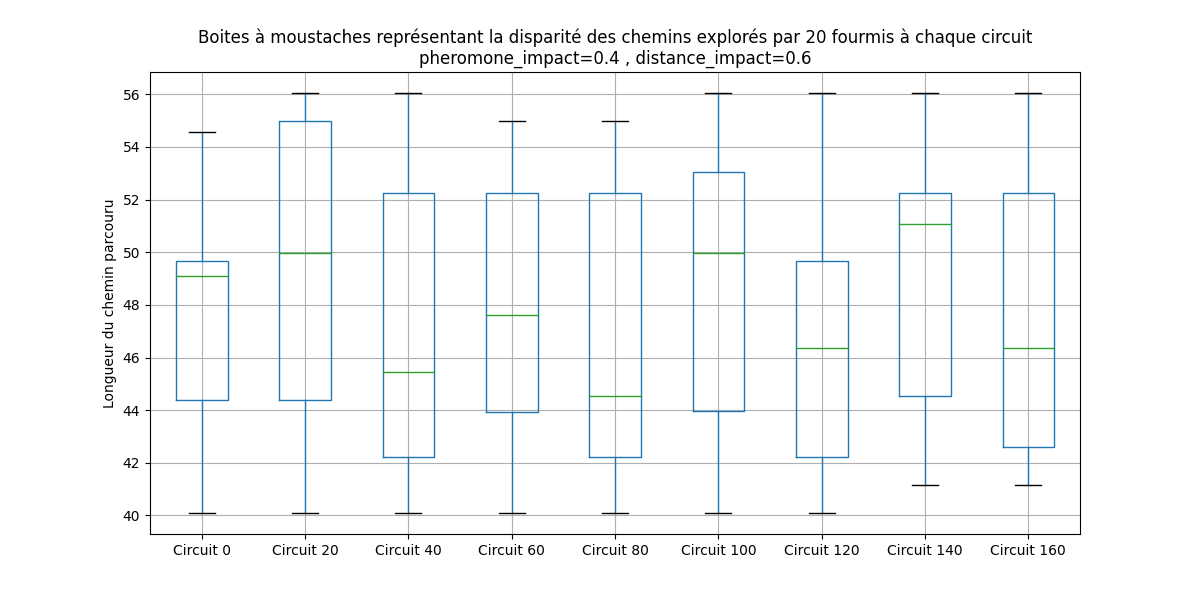 Boites à moustaches représentant la disparité des chemins explorés par 20 fourmis à chaque circuit
pheromone_impact=0.4 , distance_impact=0.6
Longueur du chemin parcouru
56
54
52
50
48
46
44
42
40
Circuit 0 Circuit 20 Circuit 40 Circuit 60 Circuit 80 Circuit 100 Circuit 120 Circuit 140 Circuit 160